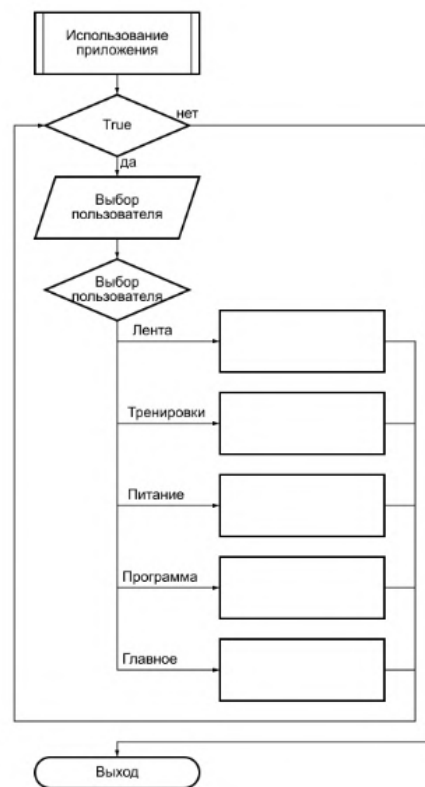 Использование
приложения
нет
True
да
Выбор
пользователя
Выбор
пользователя
Лента
Тренировки
Питание
Программа
Главное
Выход